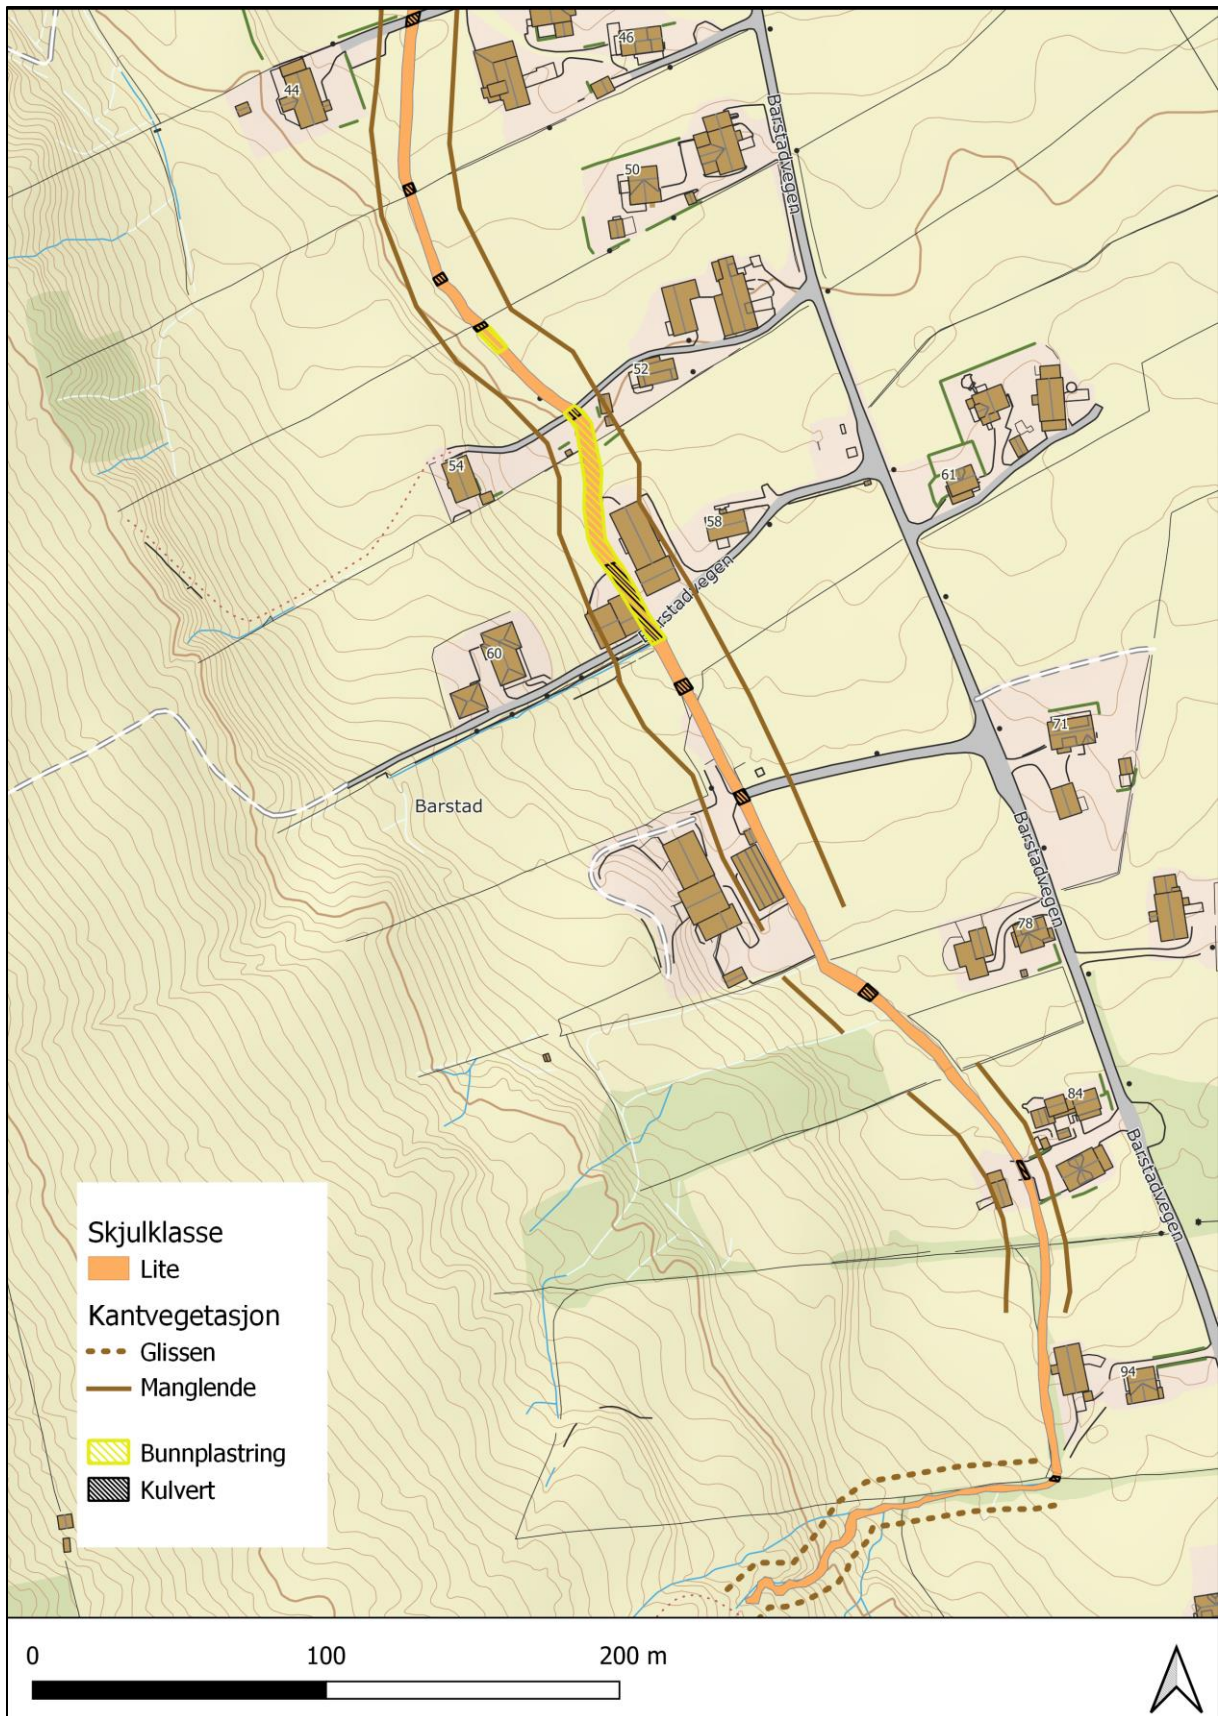 46
44
Barstadvegen
50
52
54
61
58
Barstadvegen
60
71
Barstad
Barstadvegen
78
84
Barstadvegen
94
Skjulklasse
Lite
Kantvegetasjon
Glissen
Manglende
Bunnplastring
Kulvert
0 100 200 m